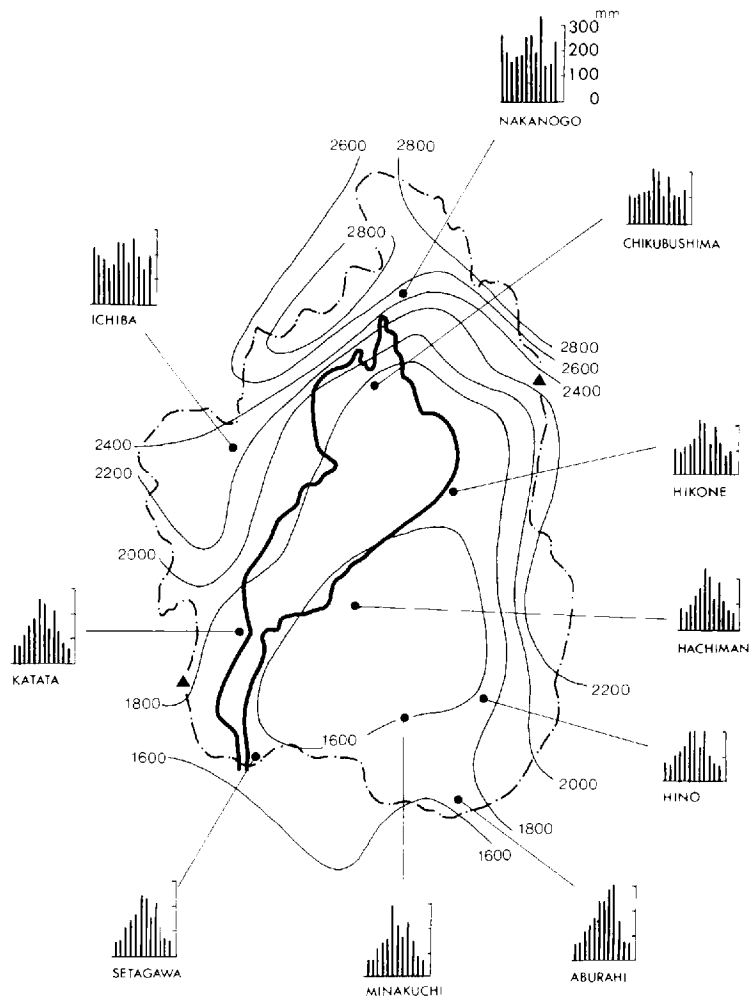 mm
300
200
100
0
NAKANOGO
2600
2800
CHIKUBUSHIMA
2800
ICHIBA
2800
2600
2400
2400
2200
HIKONE
2000
HACHIMAN
KATATA
2200
1800
1600
1600
2000
HINO
1800
1600
SETAGAWA
MINAKUCHI
ABURAHI